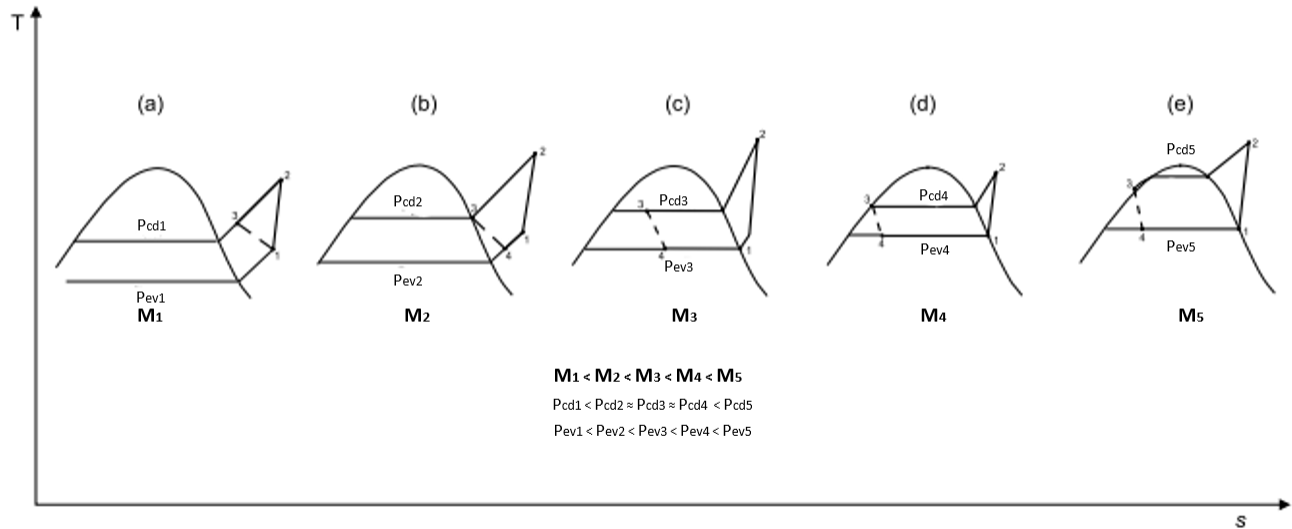 T
(a) (b) (c) (d) (e)
2 2 2 2 2
Pcd1 Pcd2 Pcd3 Pcd4 Pcd5
3 3 3 3 3
1 1 1 1 1
4 4 4 4
Pev1 Pev2 Pev3 Pev4 Pev5
M1 M2 M3 M4 M5
M1 < M2 < M3 < M4 < M5
Pcd1 < Pcd2 ≈ Pcd3 ≈ Pcd4 < Pcd5
Pev1 < Pev2 < Pev3 < Pev4 < Pev5
s